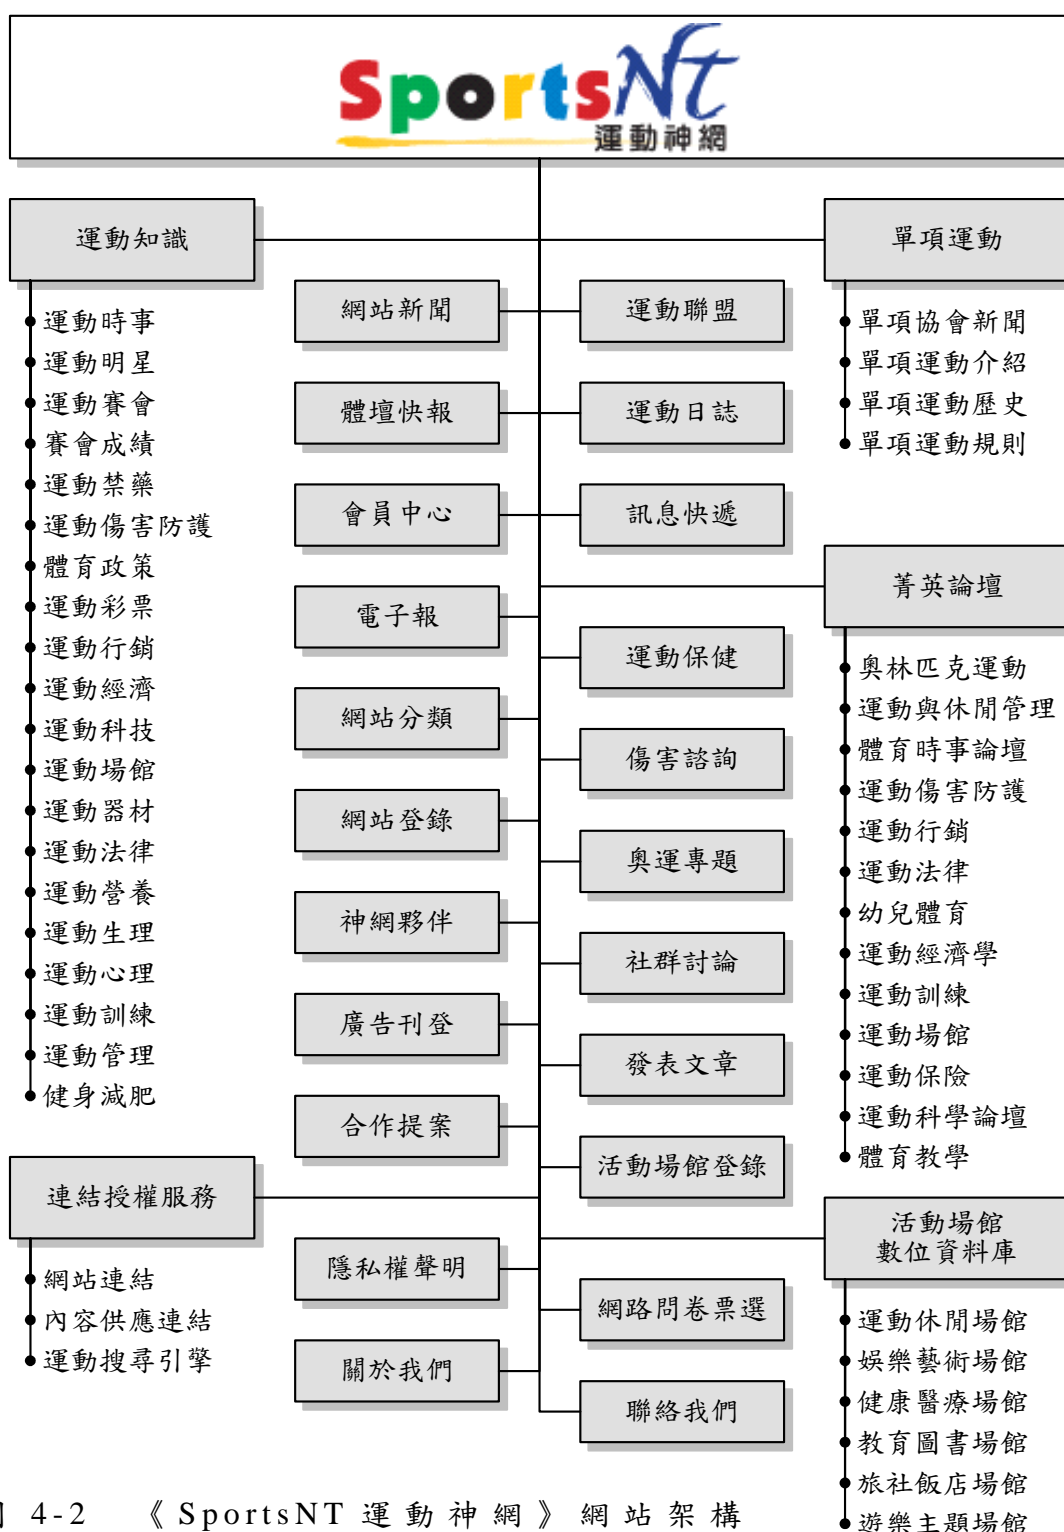 SportsNt
運動神網
運動知識
運動時事
運動明星
運動賽會
賽會成績
運動禁藥
運動傷害防護
體育政策
運動彩票
運動行銷
運動經濟
運動科技
運動場館
運動器材
運動法律
運動營養
運動生理
運動心理
運動訓練
運動管理
健身減肥
連結授權服務
網站連結
內容供應連結
運動搜尋引擎
網站新聞
體壇快報
會員中心
電子報
網站分類
網站登錄
神網夥伴
廣告刊登
合作提案
隱私權聲明
關於我們
運動聯盟
運動日誌
訊息快遞
運動保健
傷害諮詢
奧運專題
社群討論
發表文章
活動場館登錄
網路問卷票選
聯絡我們
單項運動
單項協會新聞
單項運動介紹
單項運動歷史
單項運動規則
菁英論壇
奧林匹克運動
運動與休閒管理
體育時事論壇
運動傷害防護
運動行銷
運動法律
幼兒體育
運動經濟學
運動訓練
運動場館
運動保險
運動科學論壇
體育教學
活動場館
數位資料庫
運動休閒場館
娛樂藝術場館
健康醫療場館
教育圖書場館
旅社飯店場館
遊樂主題場館
4-2 《SportsNT 運動神網》網站架構